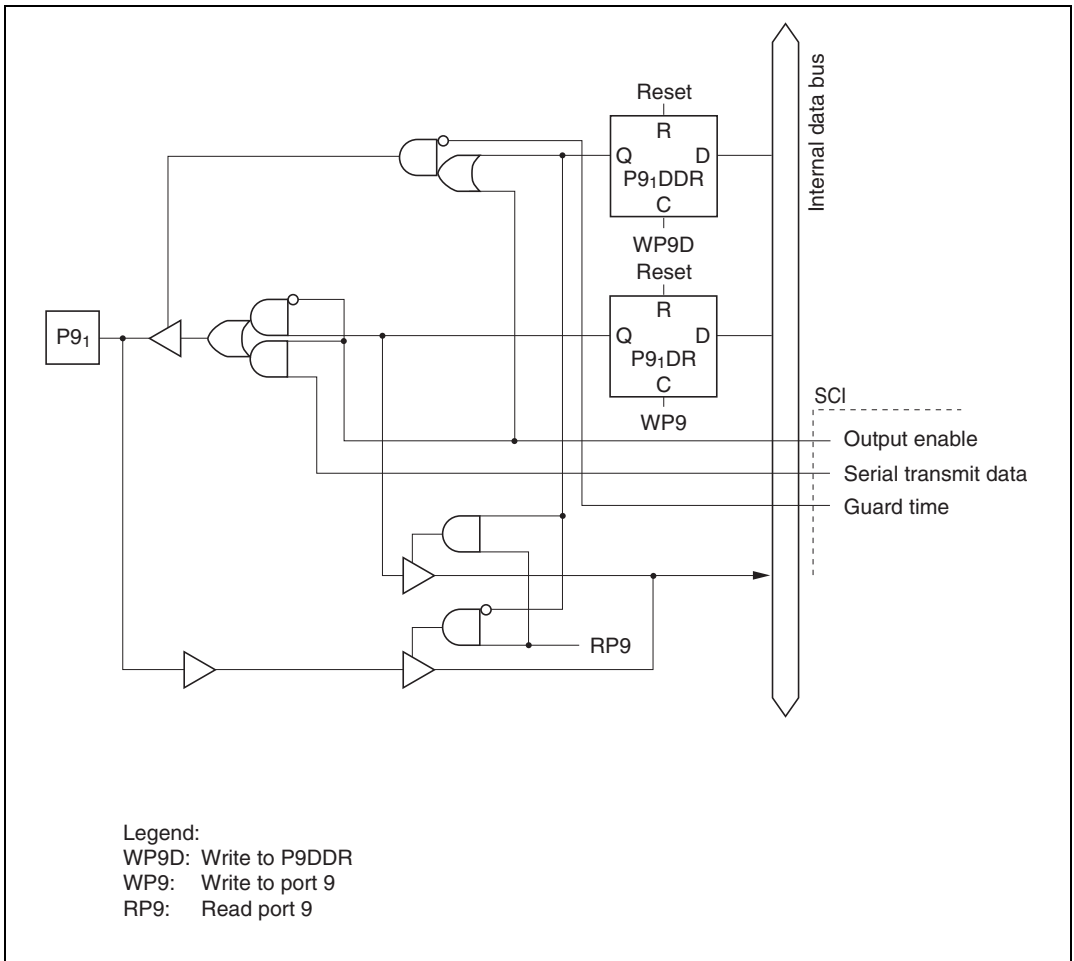 Reset
R
Q D
P9₁DDR
C
WP9D
Internal data bus
Reset
R
P9₁
Q D
P9₁DR
C
WP9
SCI
Output enable
Serial transmit data
Guard time
RP9
Legend:
WP9D: Write to P9DDR
WP9: Write to port 9
RP9: Read port 9